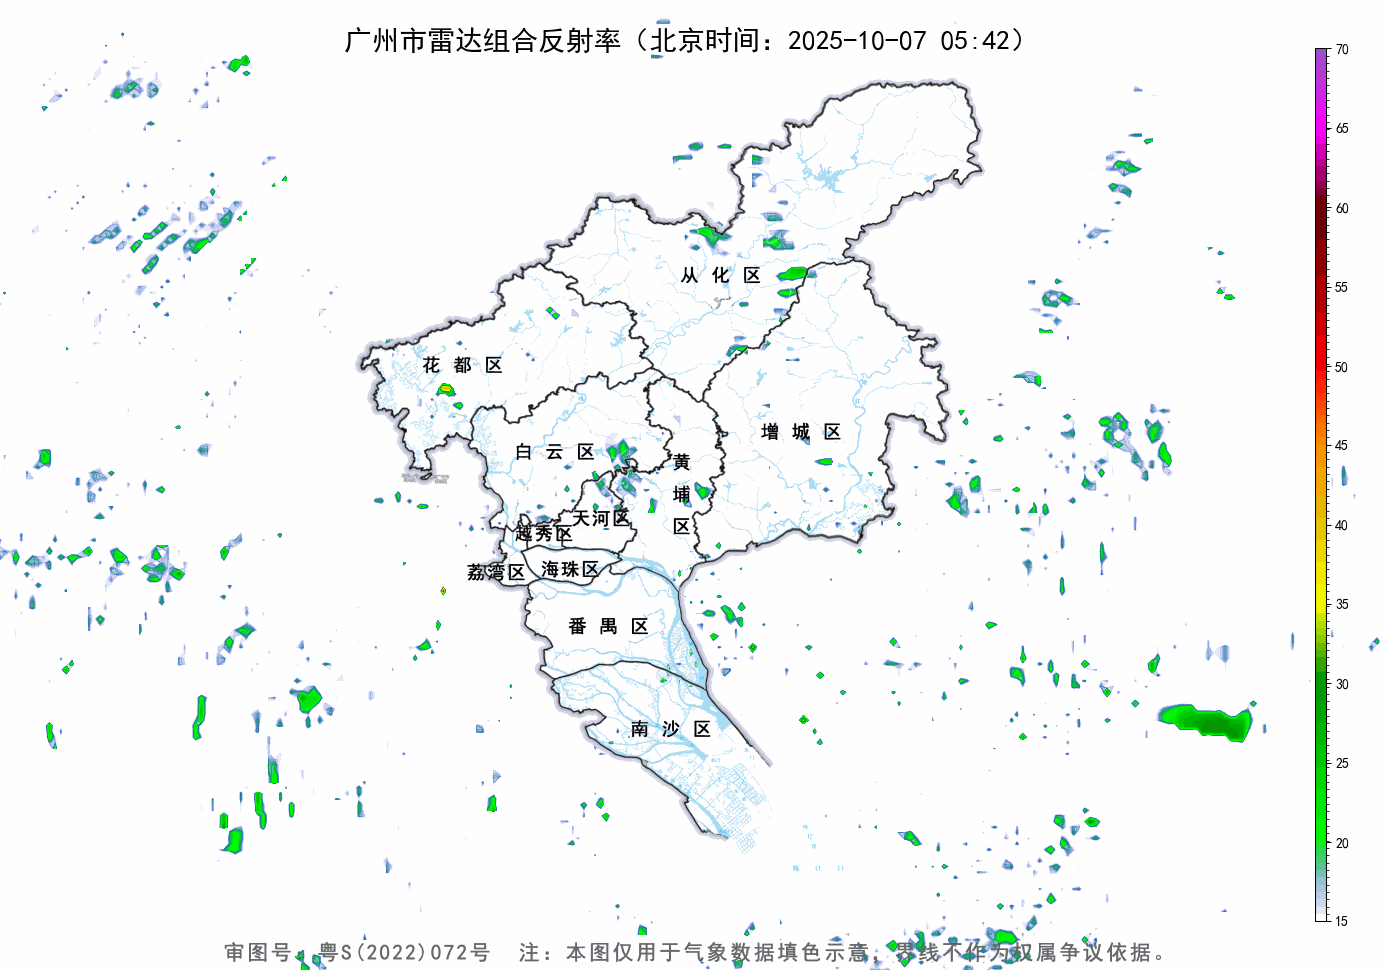 广州市雷达组合反射率（北京时间：2025-10-07 05:42）
70
65
60
55
50
45
40
35
30
25
20
15
从化区
花都区
增城区
白云区
黄埔区
天河区
越秀区
海珠区
荔湾区
番禺区
南沙区
审图号：粤S(2022)072号 注：本图仅用于气象数据填色示意，界线不作为权属争议依据。